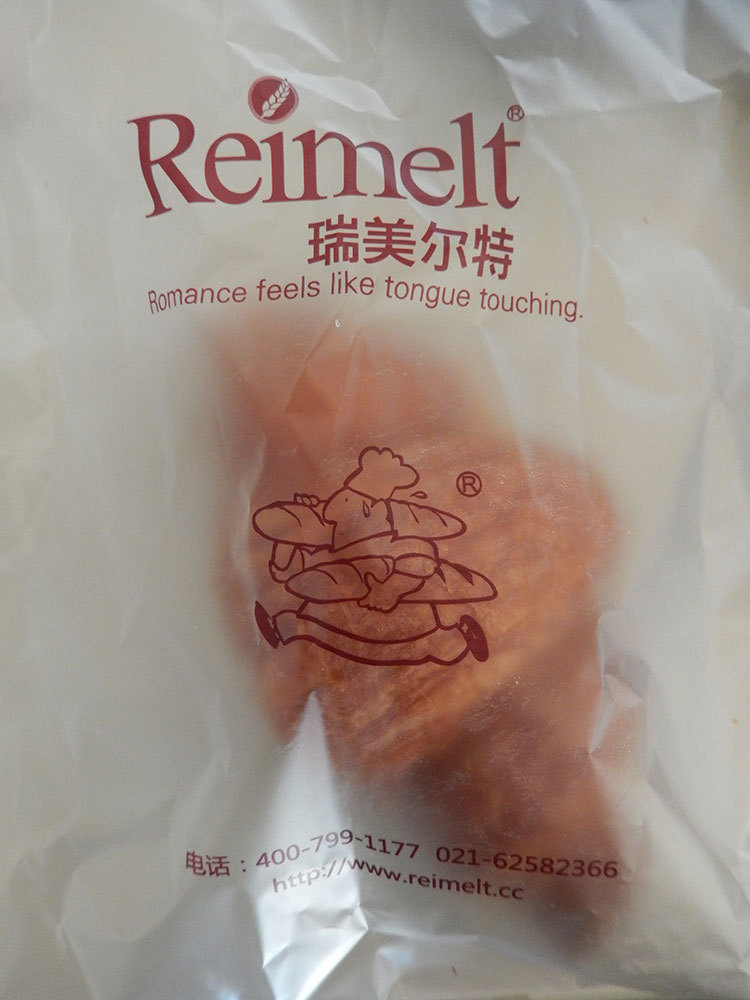 Reimelt®
瑞美尔特
Romance feels like tongue touching.
®
电话：400-799-1177 021-62582366
http://www.reimelt.cc